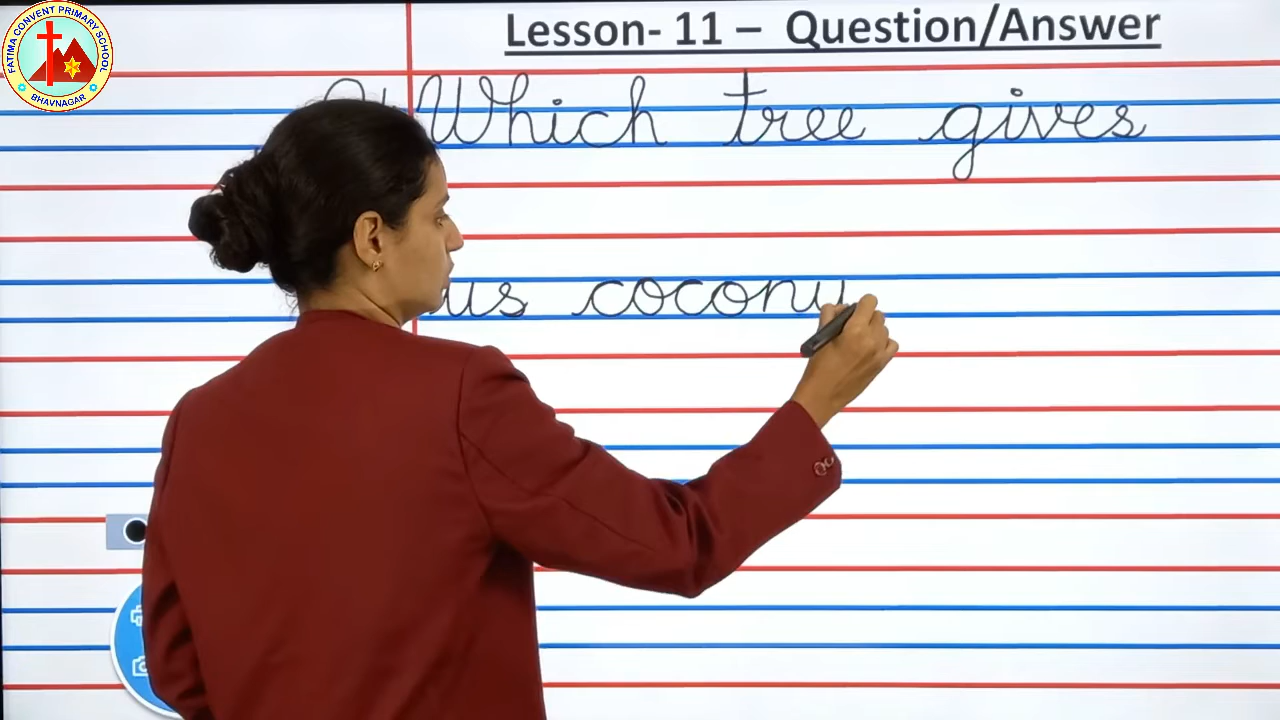 FATIMA CONVENT PRIMARY SCHOOL
BHAVNAGAR
Lesson- 11 – Question/Answer
Which tree gives
us coconu